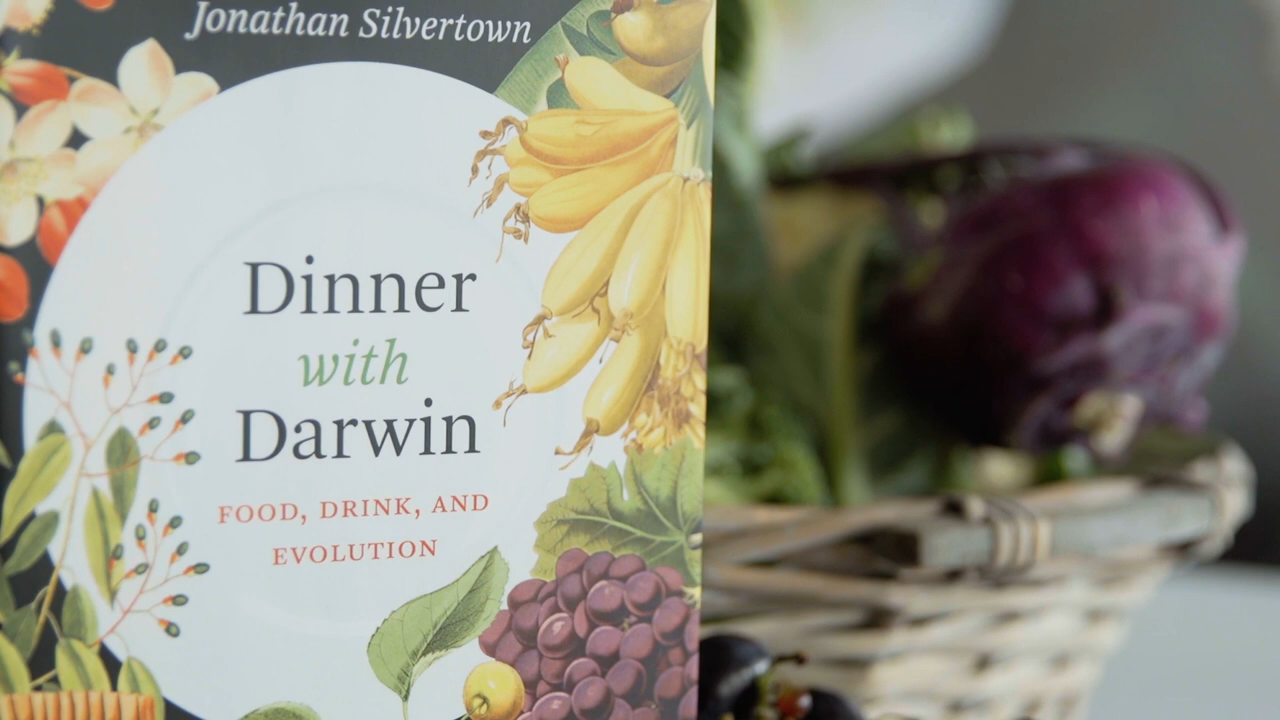 Jonathan Silvertown
Dinner
with
Darwin
FOOD, DRINK, AND
EVOLUTION